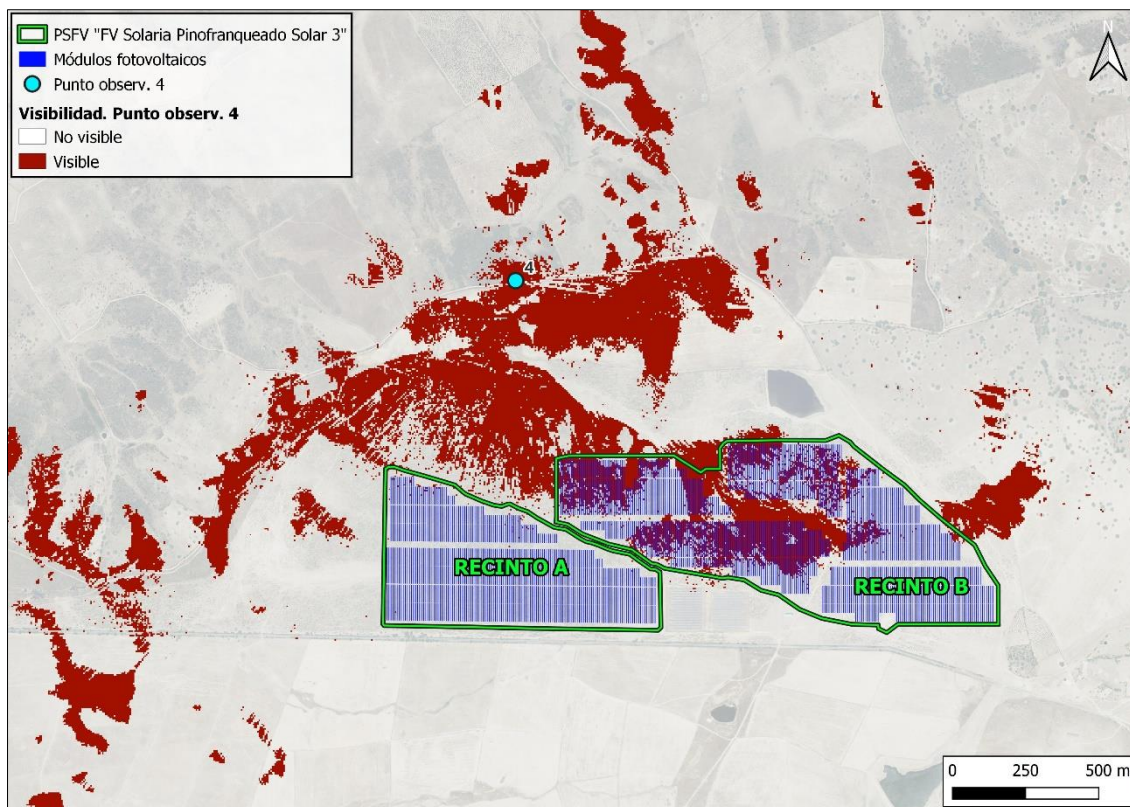 PSFV "FV Solaria Pinofranqueado Solar 3"
Módulos fotovoltaicos
Punto observ. 4
Visibilidad. Punto observ. 4
No visible
Visible
N
4
RECINTO A
RECINTO B
0 250 500 m